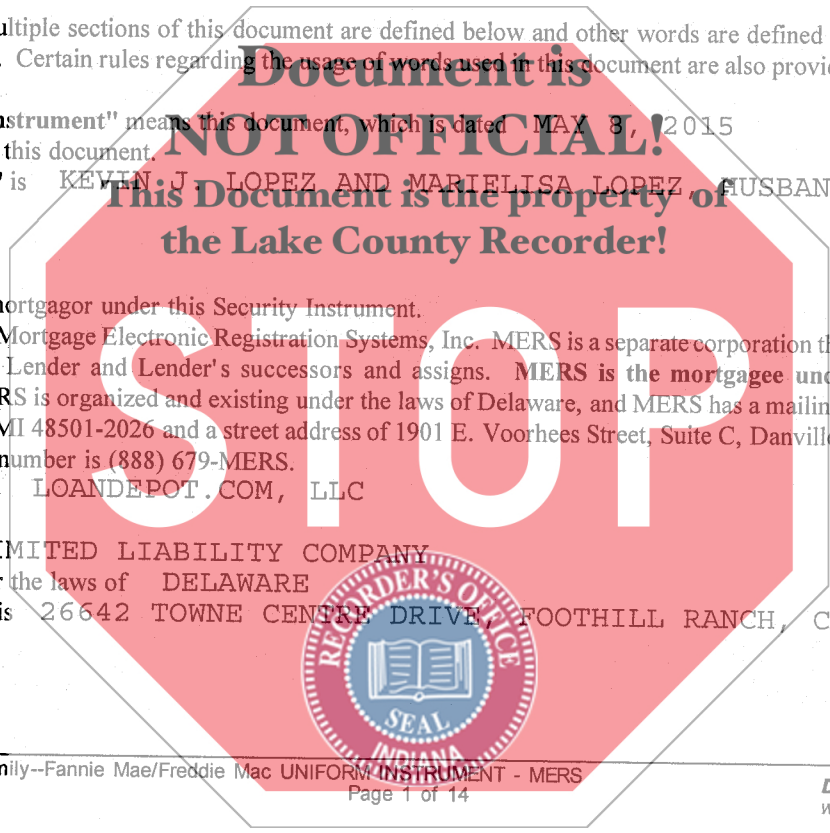 ultiple sections of this document are defined below and other words are defined
. Certain rules regarding the usage of words used in this document are also provi
Document is
nstrument" means this document, which is dated MAY 8, 2015
NOT OFFICIAL!
this document.
" is KEVIN J. LOPEZ AND MARIELISA LOPEZ, HUSBAN
This Document is the property of
the Lake County Recorder!
mortgagor under this Security Instrument.
Mortgage Electronic Registration Systems, Inc. MERS is a separate corporation th
Lender and Lender's successors and assigns. MERS is the mortgagee und
RS is organized and existing under the laws of Delaware, and MERS has a mailin
MI 48501-2026 and a street address of 1901 E. Voorhees Street, Suite C, Danville
number is (888) 679-MERS.
STOP
LOANDEPOT.COM, LLC
IMITED LIABILITY COMPANY
r the laws of DELAWARE
is 26642 TOWNE CENTRE DRIVE, FOOTHILL RANCH, C
RECORDER'S OFFICE
SEAL
INDIANA
mily--Fannie Mae/Freddie Mac UNIFORM INSTRUMENT - MERS
Page 1 of 14